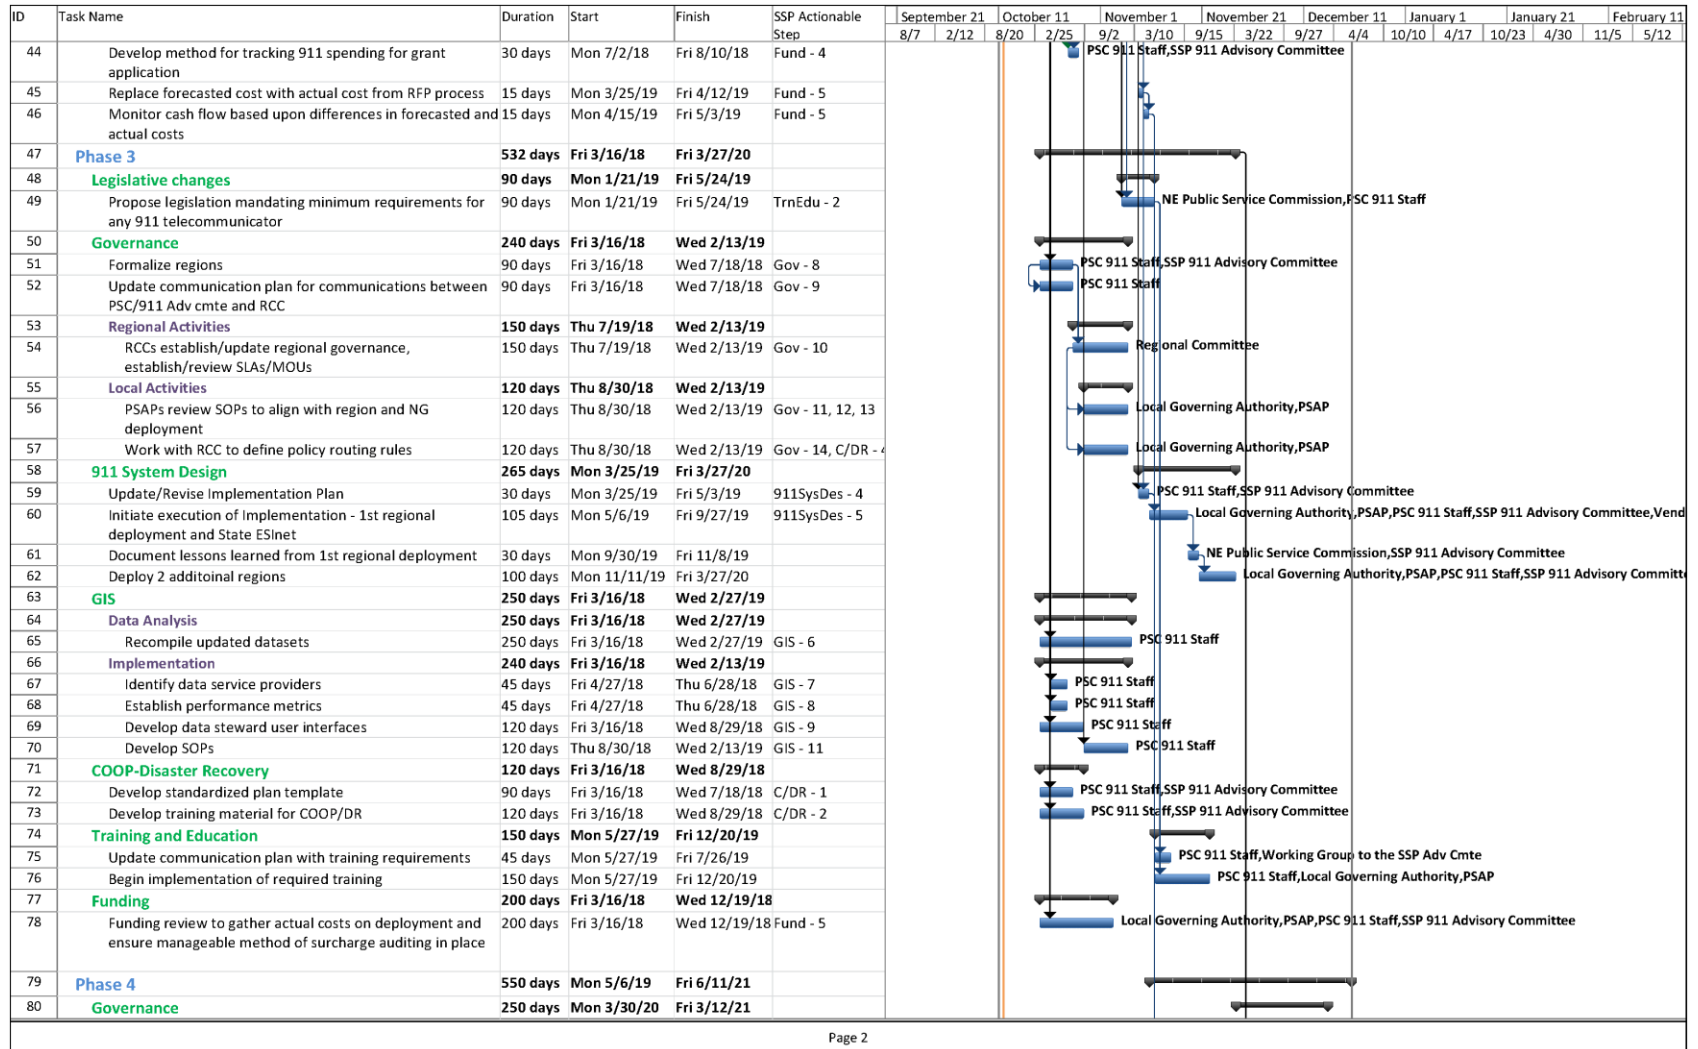 ID Task Name Duration Start Finish SSP Actionable Step September 21 October 11 November 1 November 21 December 11 January 1 January 21 February 11
8/7 2/12 8/20 2/25 9/2 3/10 9/15 3/22 9/27 4/4 10/10 4/17 10/23 4/30 11/5 5/12
44 Develop method for tracking 911 spending for grant application 30 days Mon 7/2/18 Fri 8/10/18 Fund - 4 PSC 911 Staff,SSP 911 Advisory Committee
45 Replace forecasted cost with actual cost from RFP process 15 days Mon 3/25/19 Fri 4/12/19 Fund - 5
46 Monitor cash flow based upon differences in forecasted and actual costs 15 days Mon 4/15/19 Fri 5/3/19 Fund - 5
47 Phase 3 532 days Fri 3/16/18 Fri 3/27/20
48 Legislative changes 90 days Mon 1/21/19 Fri 5/24/19
49 Propose legislation mandating minimum requirements for any 911 telecommunicator 90 days Mon 1/21/19 Fri 5/24/19 TrnEdu - 2 NE Public Service Commission,PSC 911 Staff
50 Governance 240 days Fri 3/16/18 Wed 2/13/19
51 Formalize regions 90 days Fri 3/16/18 Wed 7/18/18 Gov - 8 PSC 911 Staff,SSP 911 Advisory Committee
52 Update communication plan for communications between PSC/911 Adv cmte and RCC 90 days Fri 3/16/18 Wed 7/18/18 Gov - 9 PSC 911 Staff
53 Regional Activities 150 days Thu 7/19/18 Wed 2/13/19
54 RCCs establish/update regional governance, establish/review SLAs/MOUs 150 days Thu 7/19/18 Wed 2/13/19 Gov - 10 Regional Committee
55 Local Activities 120 days Thu 8/30/18 Wed 2/13/19
56 PSAPs review SOPs to align with region and NG deployment 120 days Thu 8/30/18 Wed 2/13/19 Gov - 11, 12, 13 Local Governing Authority,PSAP
57 Work with RCC to define policy routing rules 120 days Thu 8/30/18 Wed 2/13/19 Gov - 14, C/DR - Local Governing Authority,PSAP
58 911 System Design 265 days Mon 3/25/19 Fri 3/27/20
59 Update/Revise Implementation Plan 30 days Mon 3/25/19 Fri 5/3/19 911SysDes - 4 PSC 911 Staff,SSP 911 Advisory Committee
60 Initiate execution of Implementation - 1st regional deployment and State ESInet 105 days Mon 5/6/19 Fri 9/27/19 911SysDes - 5 Local Governing Authority,PSAP,PSC 911 Staff,SSP 911 Advisory Committee,Vend
61 Document lessons learned from 1st regional deployment 30 days Mon 9/30/19 Fri 11/8/19 NE Public Service Commission,SSP 911 Advisory Committee
62 Deploy 2 additoinal regions 100 days Mon 11/11/19 Fri 3/27/20 Local Governing Authority,PSAP,PSC 911 Staff,SSP 911 Advisory Committe
63 GIS 250 days Fri 3/16/18 Wed 2/27/19
64 Data Analysis 250 days Fri 3/16/18 Wed 2/27/19
65 Recompile updated datasets 250 days Fri 3/16/18 Wed 2/27/19 GIS - 6 PSC 911 Staff
66 Implementation 240 days Fri 3/16/18 Wed 2/13/19
67 Identify data service providers 45 days Fri 4/27/18 Thu 6/28/18 GIS - 7 PSC 911 Staff
68 Establish performance metrics 45 days Fri 4/27/18 Thu 6/28/18 GIS - 8 PSC 911 Staff
69 Develop data steward user interfaces 120 days Fri 3/16/18 Wed 8/29/18 GIS - 9 PSC 911 Staff
70 Develop SOPs 120 days Thu 8/30/18 Wed 2/13/19 GIS - 11 PSC 911 Staff
71 COOP-Disaster Recovery 120 days Fri 3/16/18 Wed 8/29/18
72 Develop standardized plan template 90 days Fri 3/16/18 Wed 7/18/18 C/DR - 1 PSC 911 Staff,SSP 911 Advisory Committee
73 Develop training material for COOP/DR 120 days Fri 3/16/18 Wed 8/29/18 C/DR - 2 PSC 911 Staff,SSP 911 Advisory Committee
74 Training and Education 150 days Mon 5/27/19 Fri 12/20/19
75 Update communication plan with training requirements 45 days Mon 5/27/19 Fri 7/26/19 PSC 911 Staff,Working Group to the SSP Adv Cmte
76 Begin implementation of required training 150 days Mon 5/27/19 Fri 12/20/19 PSC 911 Staff,Local Governing Authority,PSAP
77 Funding 200 days Fri 3/16/18 Wed 12/19/18
78 Funding review to gather actual costs on deployment and ensure manageable method of surcharge auditing in place 200 days Fri 3/16/18 Wed 12/19/18 Fund - 5 Local Governing Authority,PSAP,PSC 911 Staff,SSP 911 Advisory Committee
79 Phase 4 550 days Mon 5/6/19 Fri 6/11/21
80 Governance 250 days Mon 3/30/20 Fri 3/12/21
Page 2